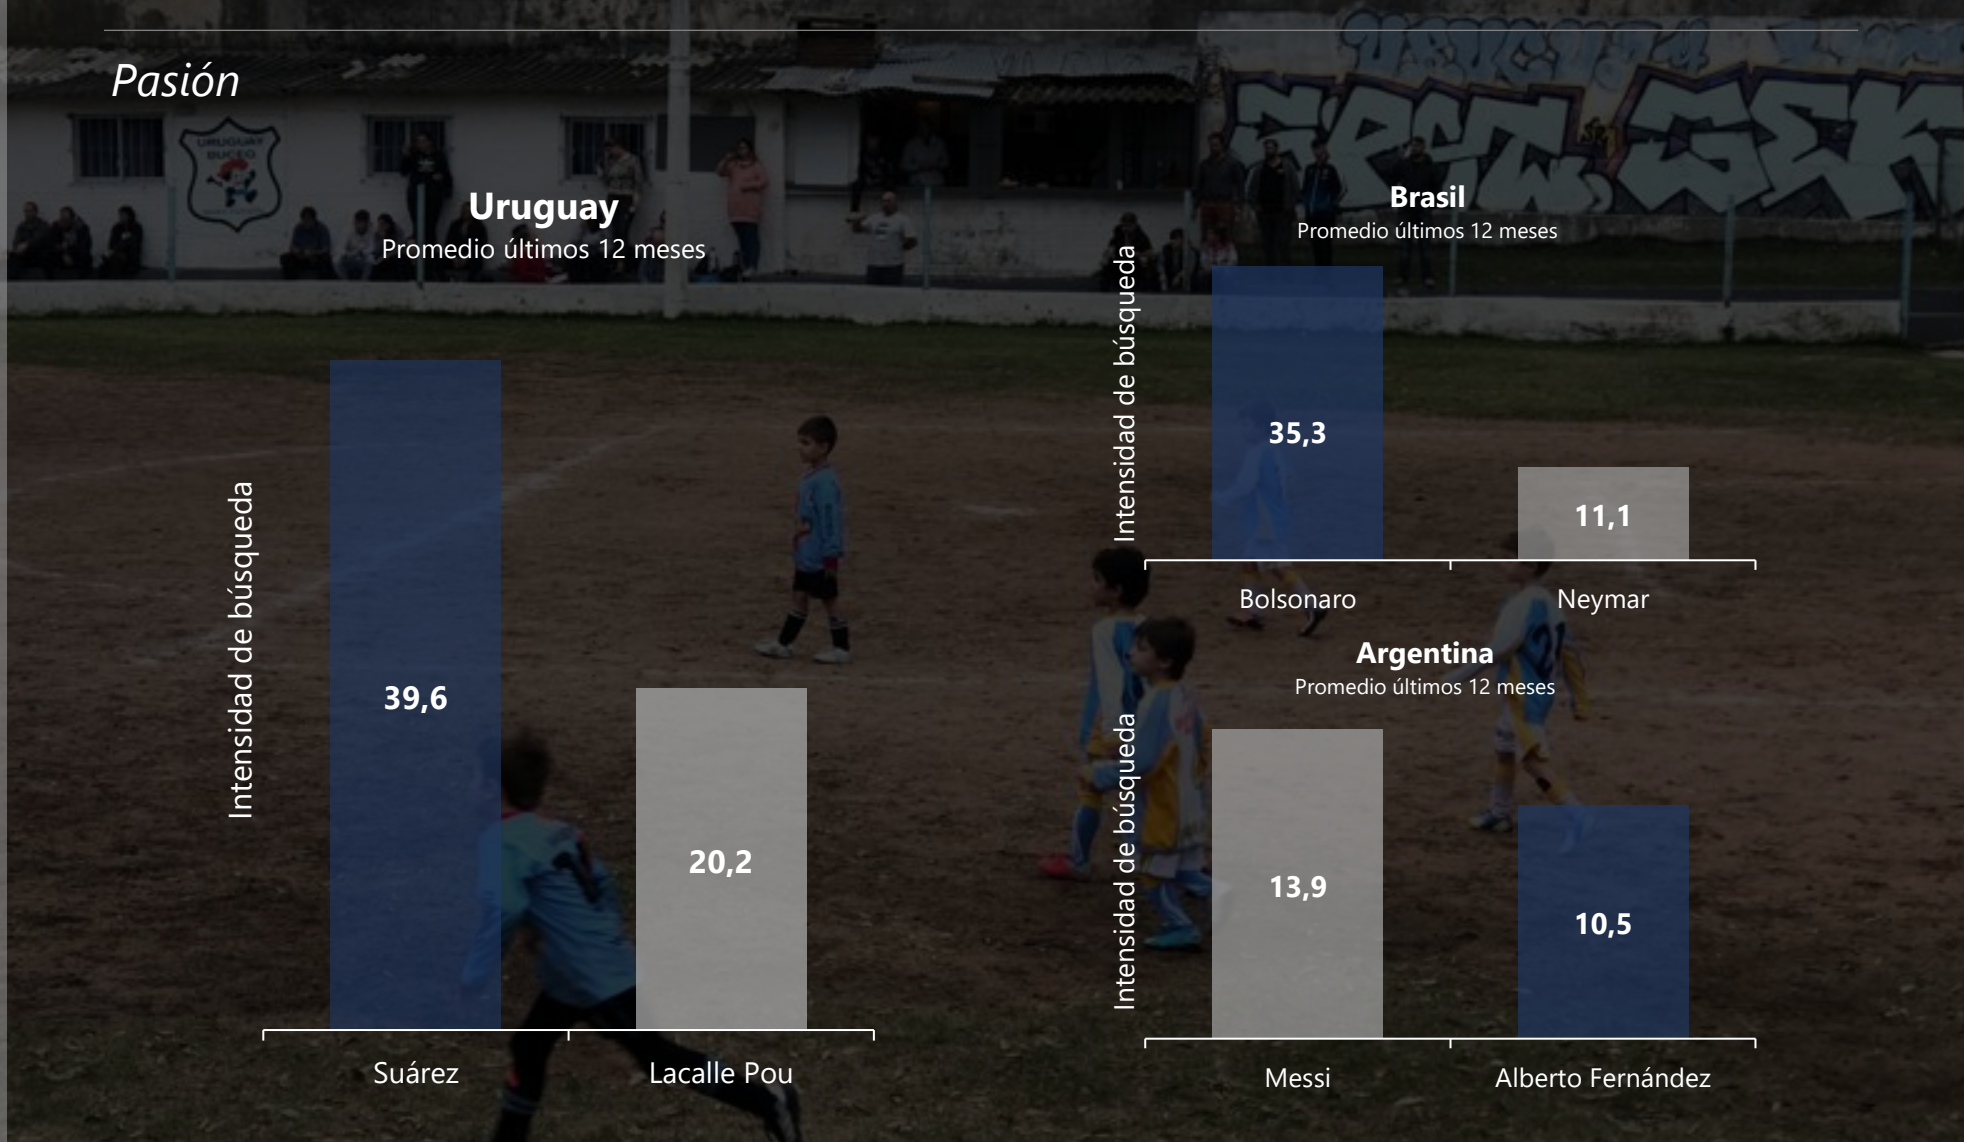 Pasión
URUGUAY
BUCEO
Uruguay
Promedio últimos 12 meses
Intensidad de búsqueda
39,6
20,2
Suárez
Lacalle Pou
Brasil
Promedio últimos 12 meses
Intensidad de búsqueda
35,3
11,1
Bolsonaro
Neymar
Argentina
Promedio últimos 12 meses
Intensidad de búsqueda
13,9
10,5
Messi
Alberto Fernández